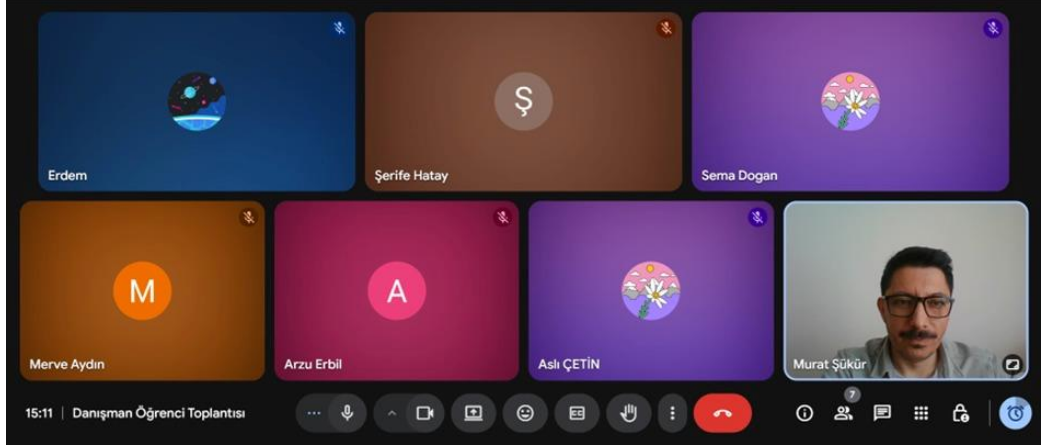 Erdem
Ş
Şerife Hatay
Sema Dogan
M
Merve Aydın
A
Arzu Erbil
Aslı ÇETİN
Murat Şükür
15:11 | Danışman Öğrenci Toplantısı
CC
7